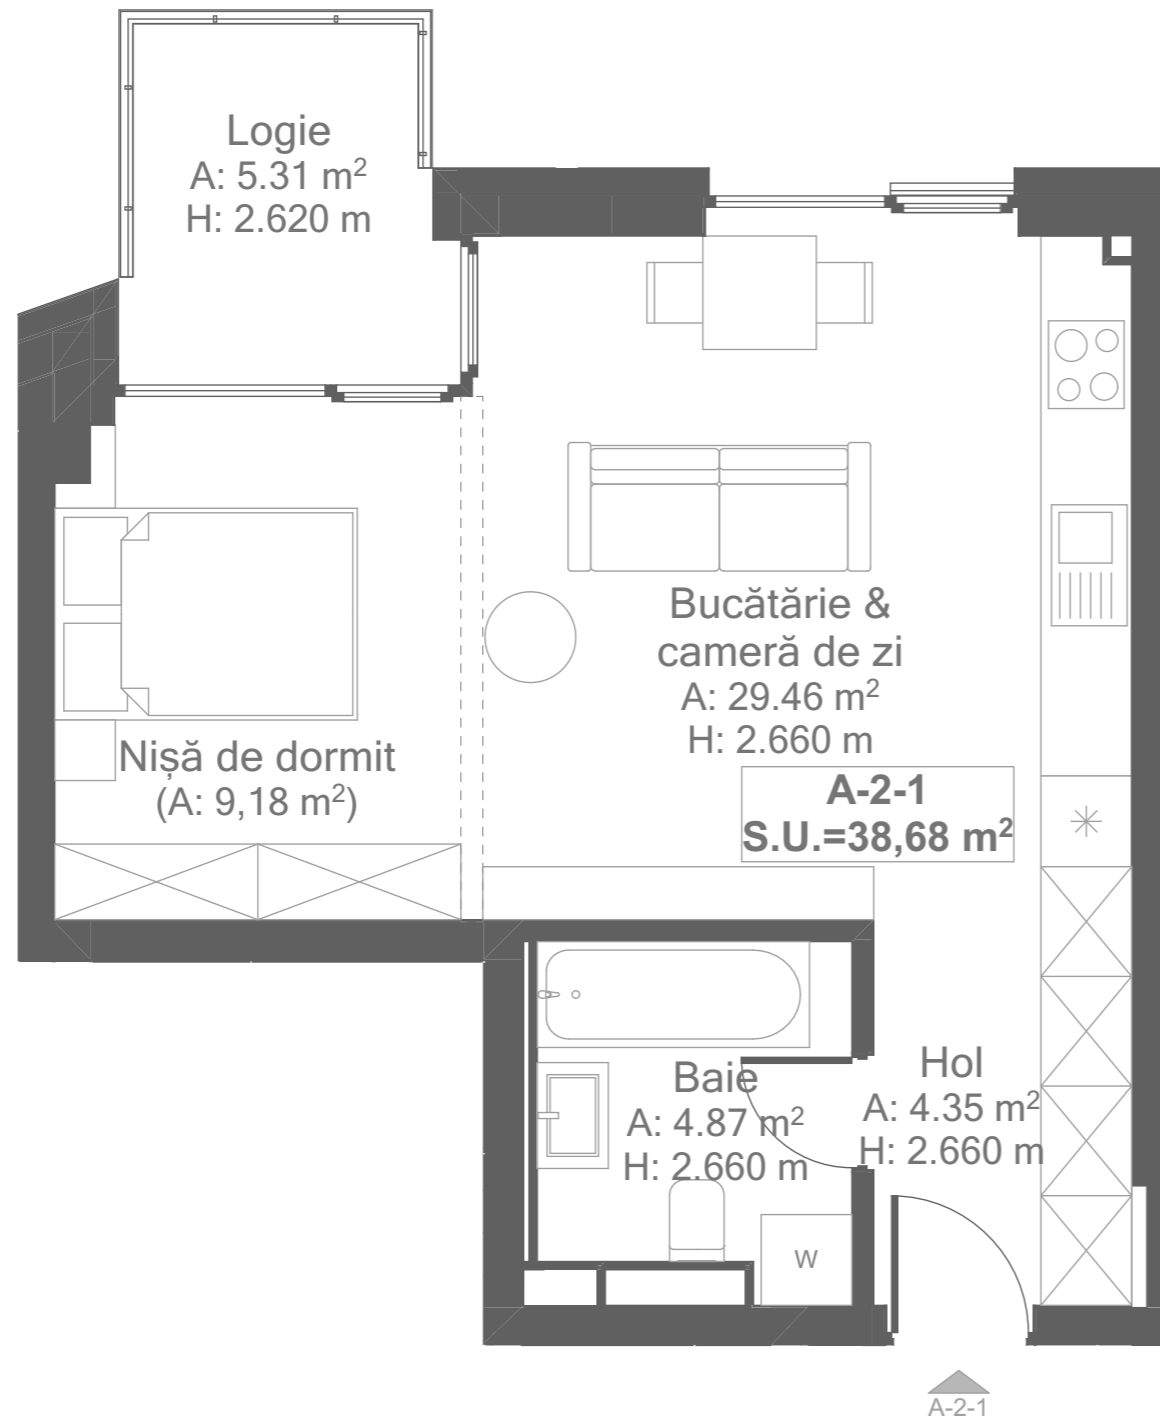 Logie
A: 5.31 m²
H: 2.620 m
Bucătărie &
cameră de zi
A: 29.46 m²
H: 2.660 m
Nișă de dormit
(A: 9,18 m²)
A-2-1
S.U.=38,68 m²
Baie
A: 4.87 m²
H: 2.660 m
Hol
A: 4.35 m²
H: 2.660 m
W
A-2-1